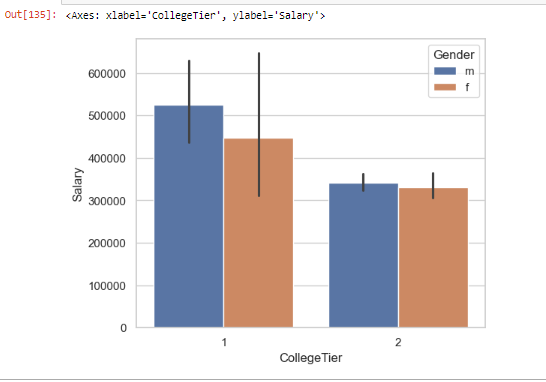 Out[135]: <Axes: xlabel='CollegeTier', ylabel='Salary'>
Gender
m
f
600000
500000
400000
300000
200000
100000
0
Salary
1 2
CollegeTier